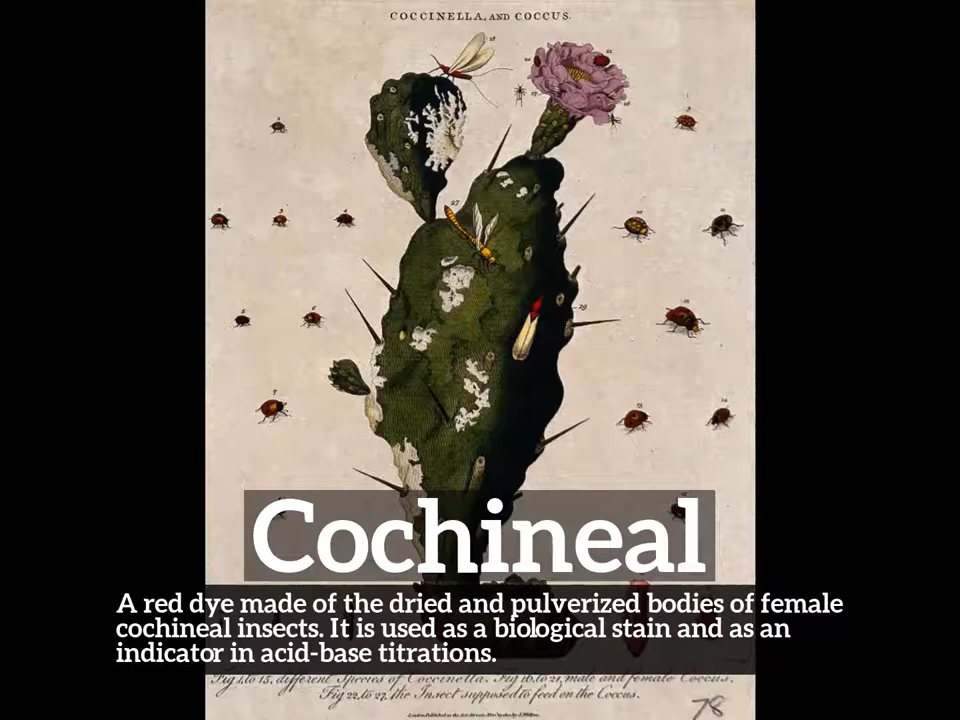 COCCINELLA, AND COCCUS.
Cochineal
A red dye made of the dried and pulverized bodies of female
cochineal insects. It is used as a biological stain and as an
indicator in acid-base titrations.
Fig. 1, to 15, different Species of Coccinella. Fig 16, to 21, male and female Coccus.
Fig 22, to 27, the Insect supposed to feed on the Coccus.
78